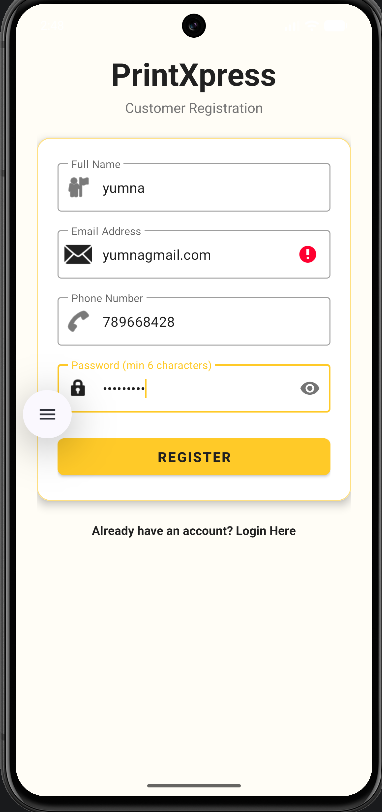 PrintXpress
Customer Registration
Full Name
yumna
Email Address
yumnagmail.com
Phone Number
789668428
Password (min 6 characters)
•••••••••
REGISTER
Already have an account? Login Here